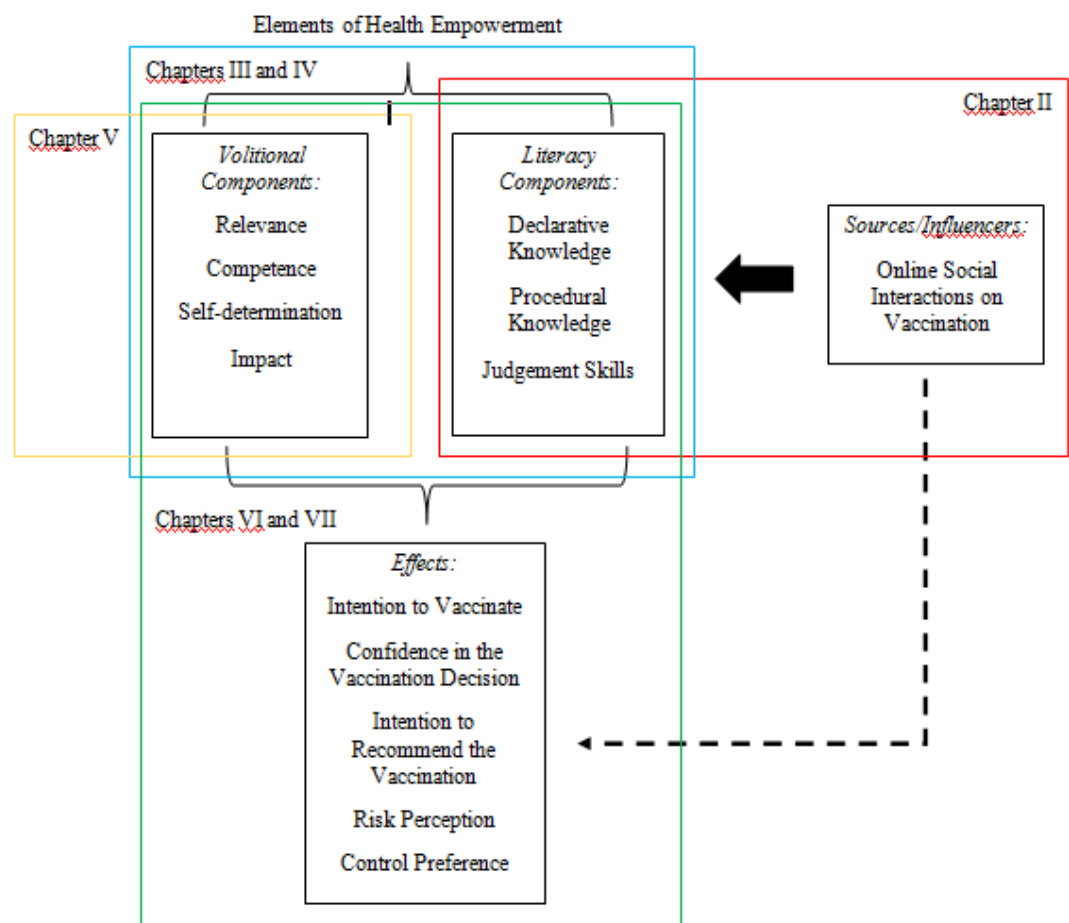 Elements of Health Empowerment
Chapters III and IV
Chapter II
Chapter V
Volitional
Components:
Relevance
Competence
Self-determination
Impact
Literacy
Components:
Declarative
Knowledge
Procedural
Knowledge
Judgement Skills
Sources/Influencers:
Online Social
Interactions on
Vaccination
Chapters VI and VII
Effects:
Intention to Vaccinate
Confidence in the
Vaccination Decision
Intention to
Recommend the
Vaccination
Risk Perception
Control Preference